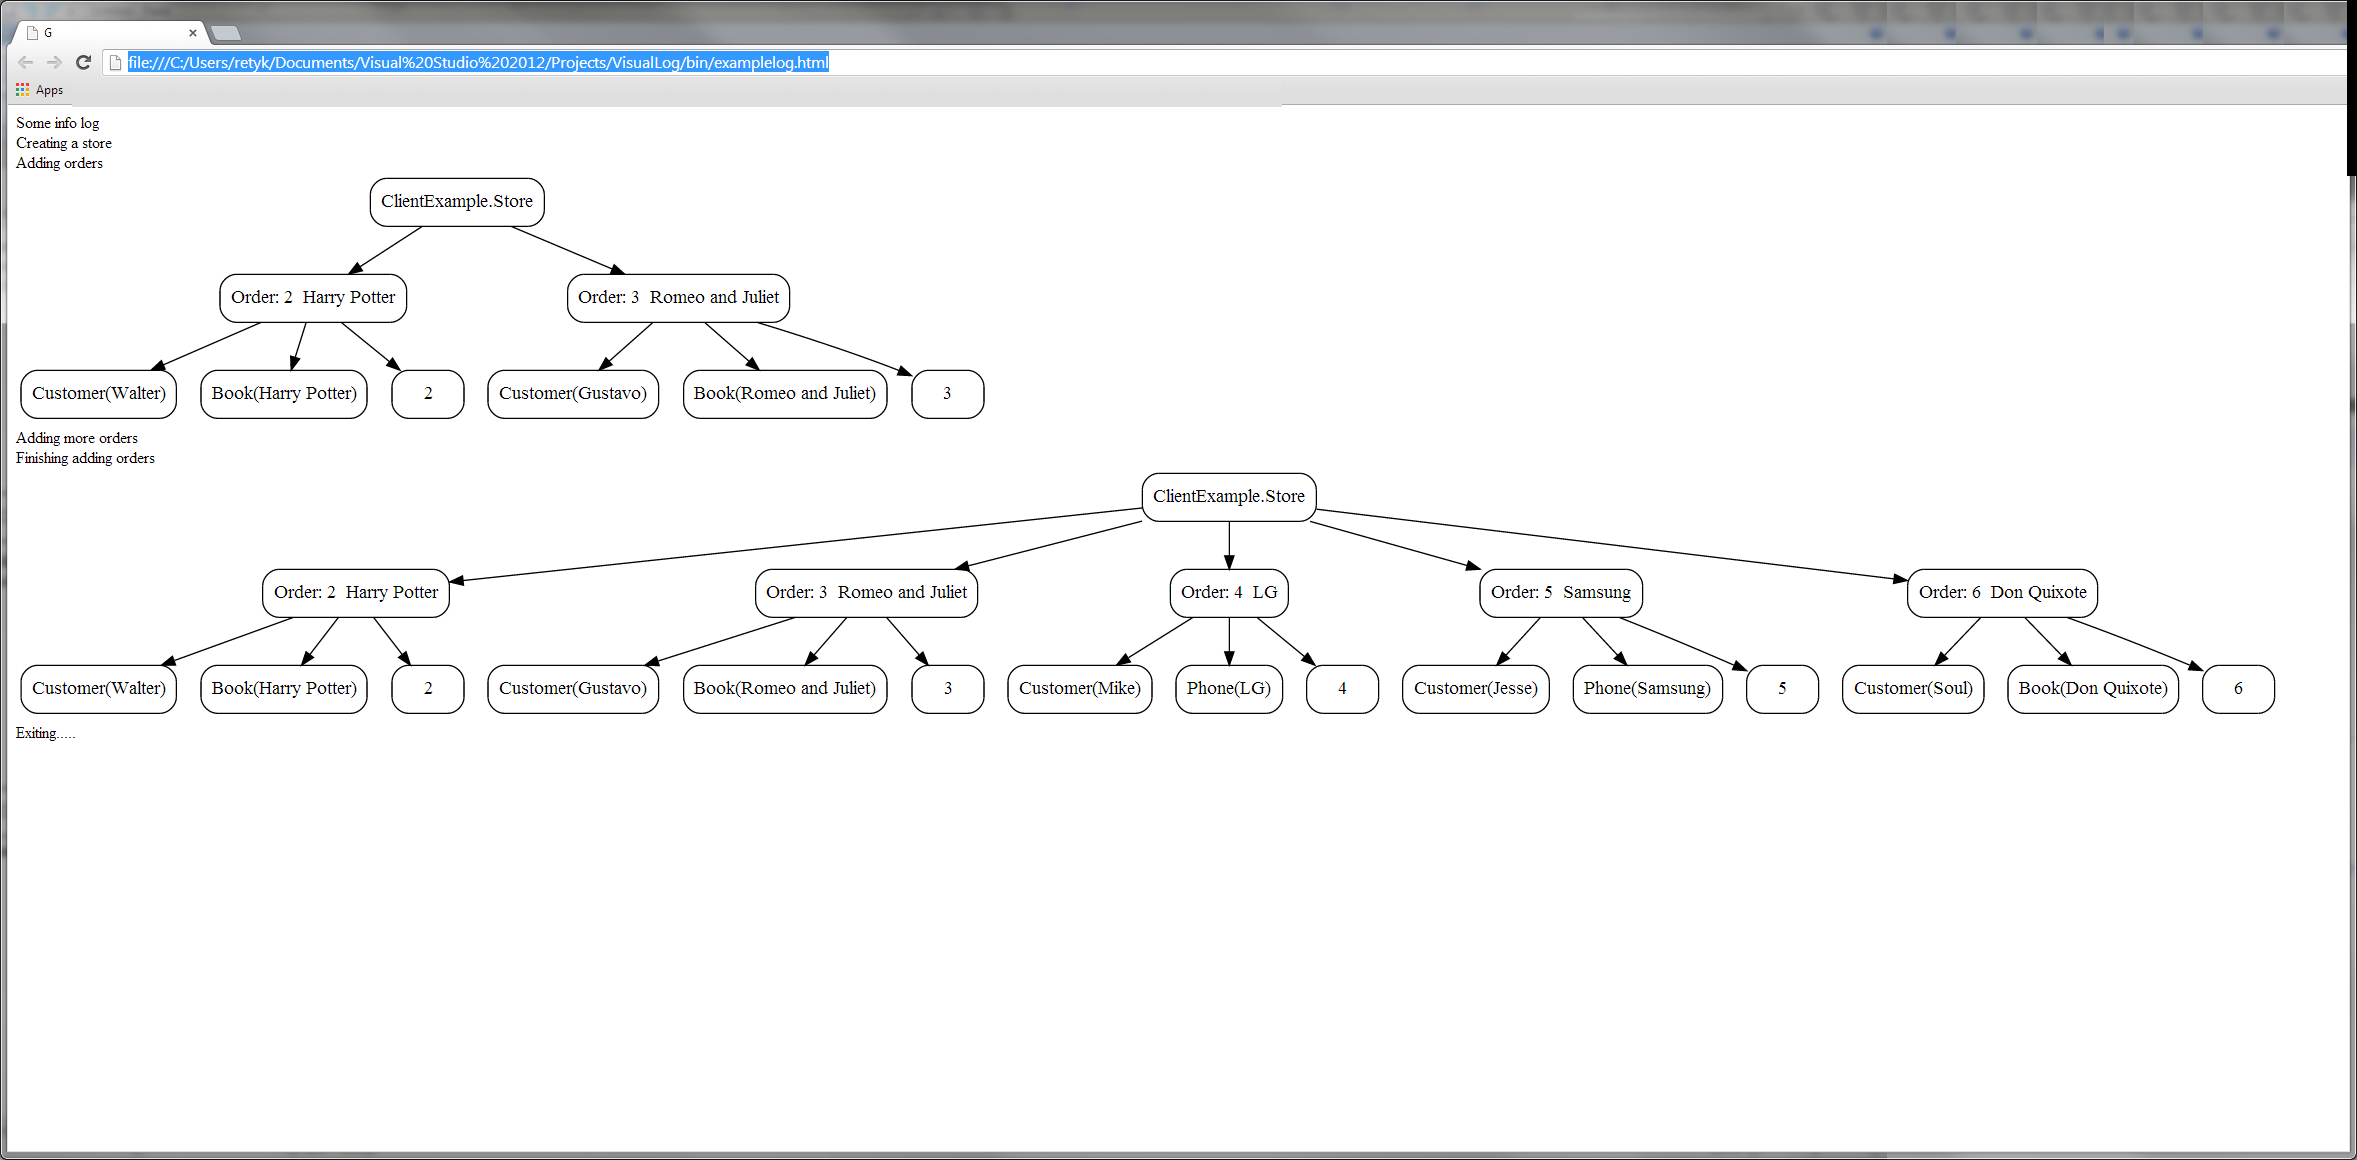 G
file:///C:/Users/retyk/Documents/Visual%20Studio%202012/Projects/VisualLog/bin/examplelog.html
Apps
Some info log
Creating a store
Adding orders
ClientExample.Store
Order: 2  Harry Potter
Order: 3  Romeo and Juliet
Customer(Walter)
Book(Harry Potter)
2
Customer(Gustavo)
Book(Romeo and Juliet)
3
Adding more orders
Finishing adding orders
ClientExample.Store
Order: 2  Harry Potter
Order: 3  Romeo and Juliet
Order: 4  LG
Order: 5  Samsung
Order: 6  Don Quixote
Customer(Walter)
Book(Harry Potter)
2
Customer(Gustavo)
Book(Romeo and Juliet)
3
Customer(Mike)
Phone(LG)
4
Customer(Jesse)
Phone(Samsung)
5
Customer(Soul)
Book(Don Quixote)
6
Exiting.....